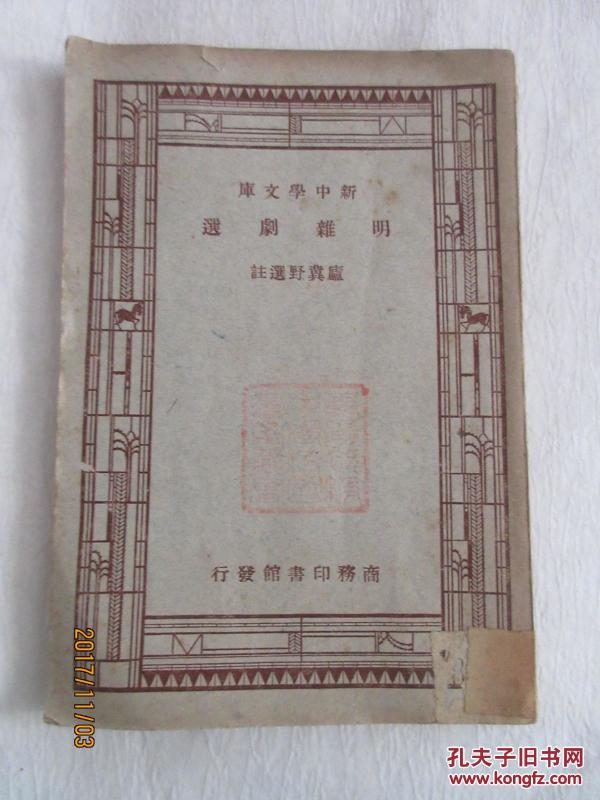 新中學文庫
明雜劇選
盧冀野選註
商務印書館發行
2017/11/03
孔夫子旧书网
www.kongfz.com